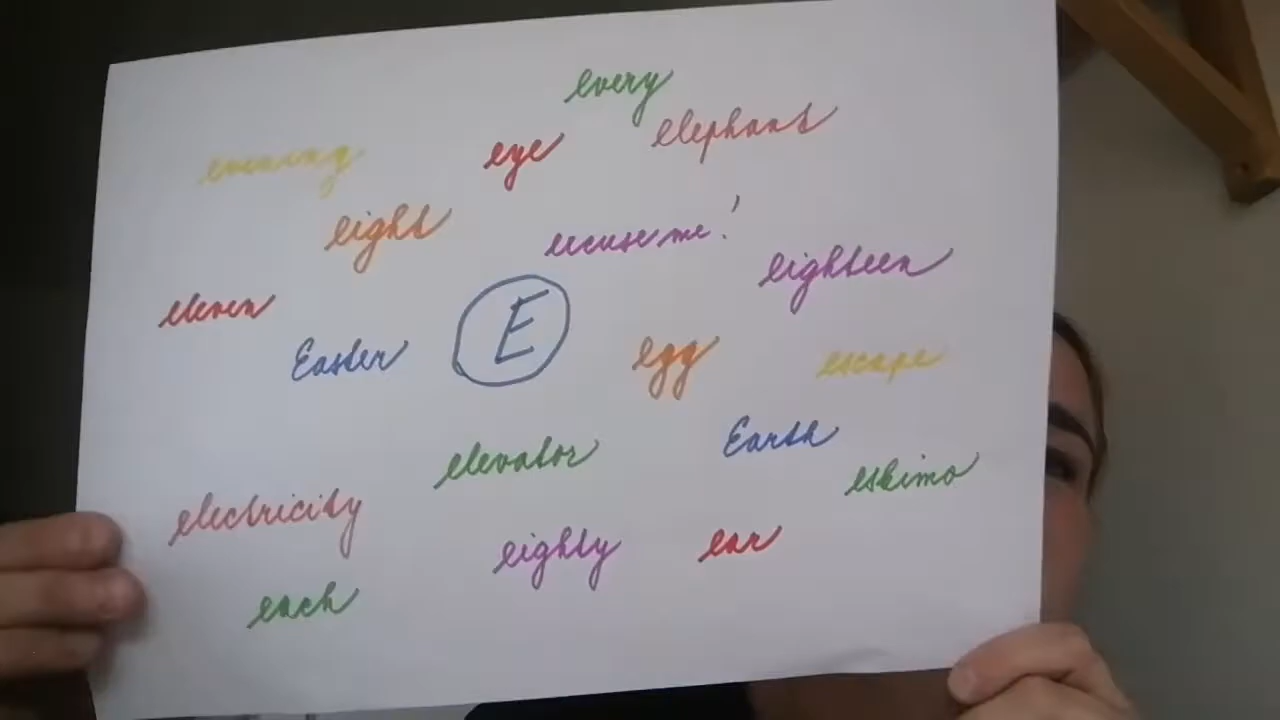 every
elephant
eye
evening
eight
excuse me!
eighteen
eleven
E
Easter
egg
escape
Earth
elevator
eskimo
electricity
eighty
ear
each